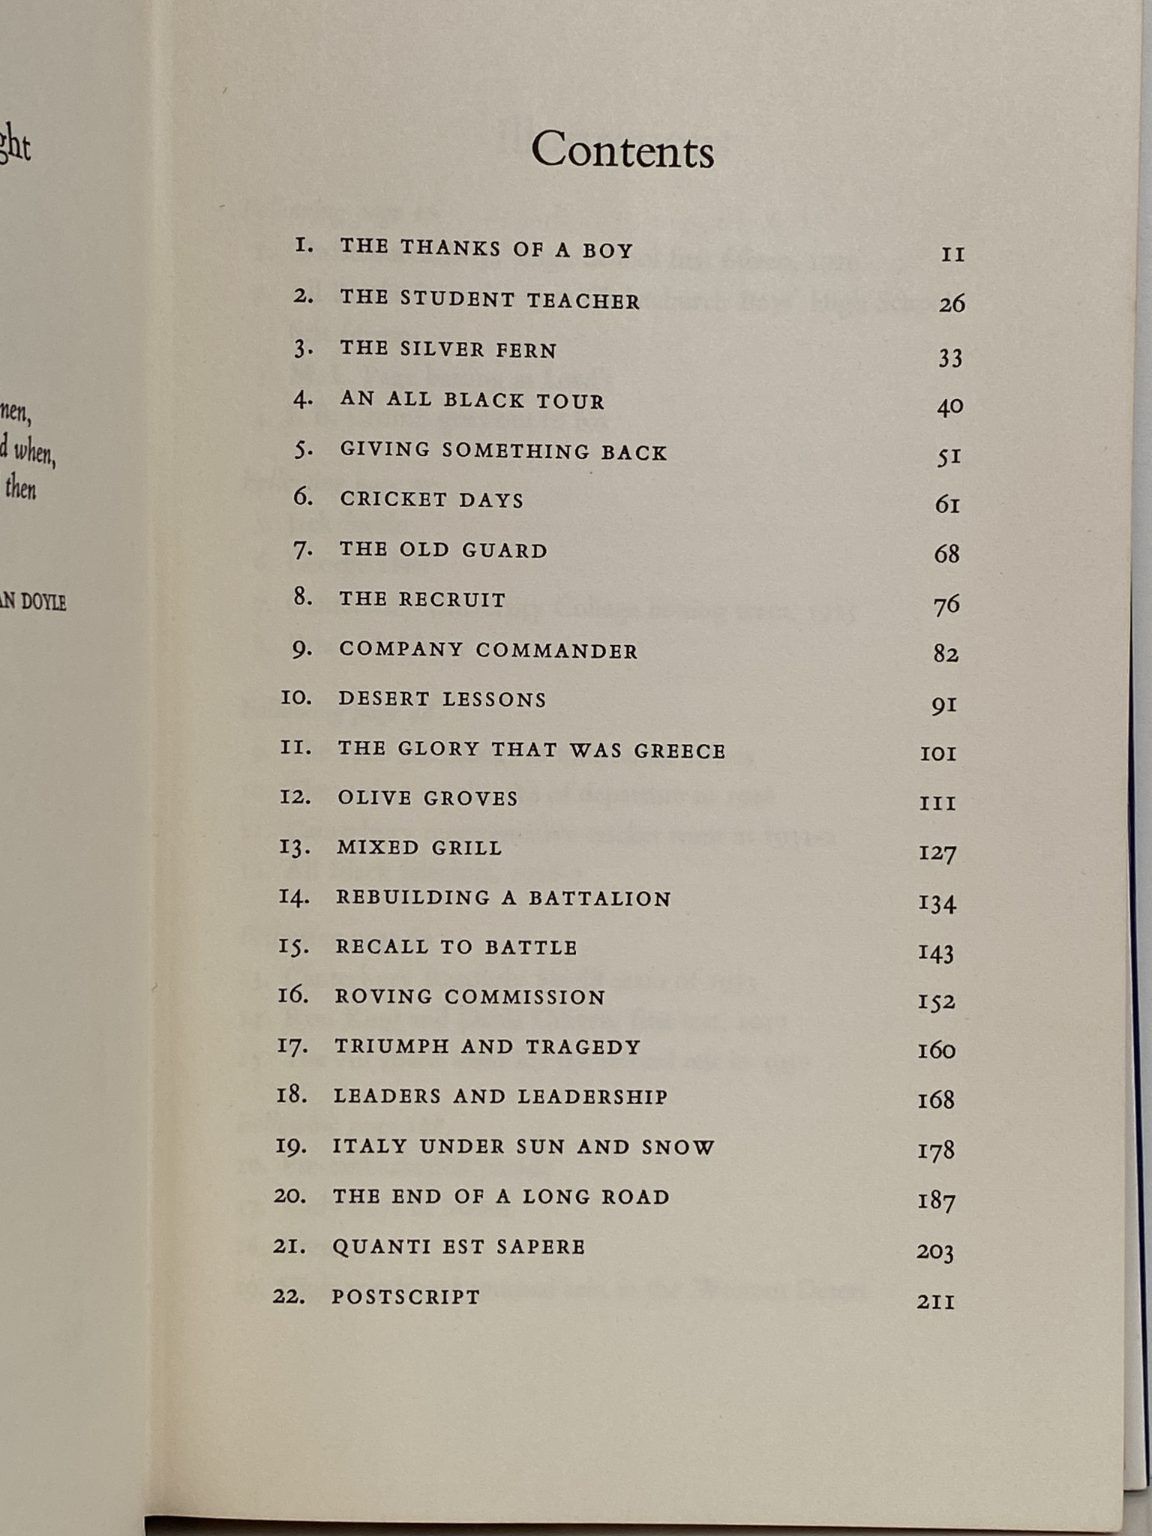 ght
men,
d when,
then
AN DOYLE
Contents
1. THE THANKS OF A BOY 11
2. THE STUDENT TEACHER 26
3. THE SILVER FERN 33
4. AN ALL BLACK TOUR 40
5. GIVING SOMETHING BACK 51
6. CRICKET DAYS 61
7. THE OLD GUARD 68
8. THE RECRUIT 76
9. COMPANY COMMANDER 82
10. DESERT LESSONS 91
11. THE GLORY THAT WAS GREECE 101
12. OLIVE GROVES 111
13. MIXED GRILL 127
14. REBUILDING A BATTALION 134
15. RECALL TO BATTLE 143
16. ROVING COMMISSION 152
17. TRIUMPH AND TRAGEDY 160
18. LEADERS AND LEADERSHIP 168
19. ITALY UNDER SUN AND SNOW 178
20. THE END OF A LONG ROAD 187
21. QUANTI EST SAPERE 203
22. POSTSCRIPT 211